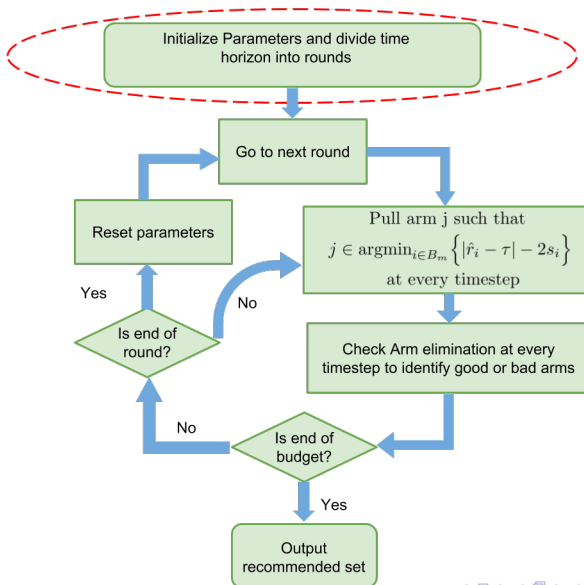 Initialize Parameters and divide time
horizon into rounds
Go to next round
Reset parameters
Pull arm j such that
j ∈ argmin_{i∈B_m} {|r̂_i − τ| − 2s_i}
at every timestep
Yes
No
Is end of
round?
Check Arm elimination at every
timestep to identify good or bad arms
No
Is end of
budget?
Yes
Output
recommended set